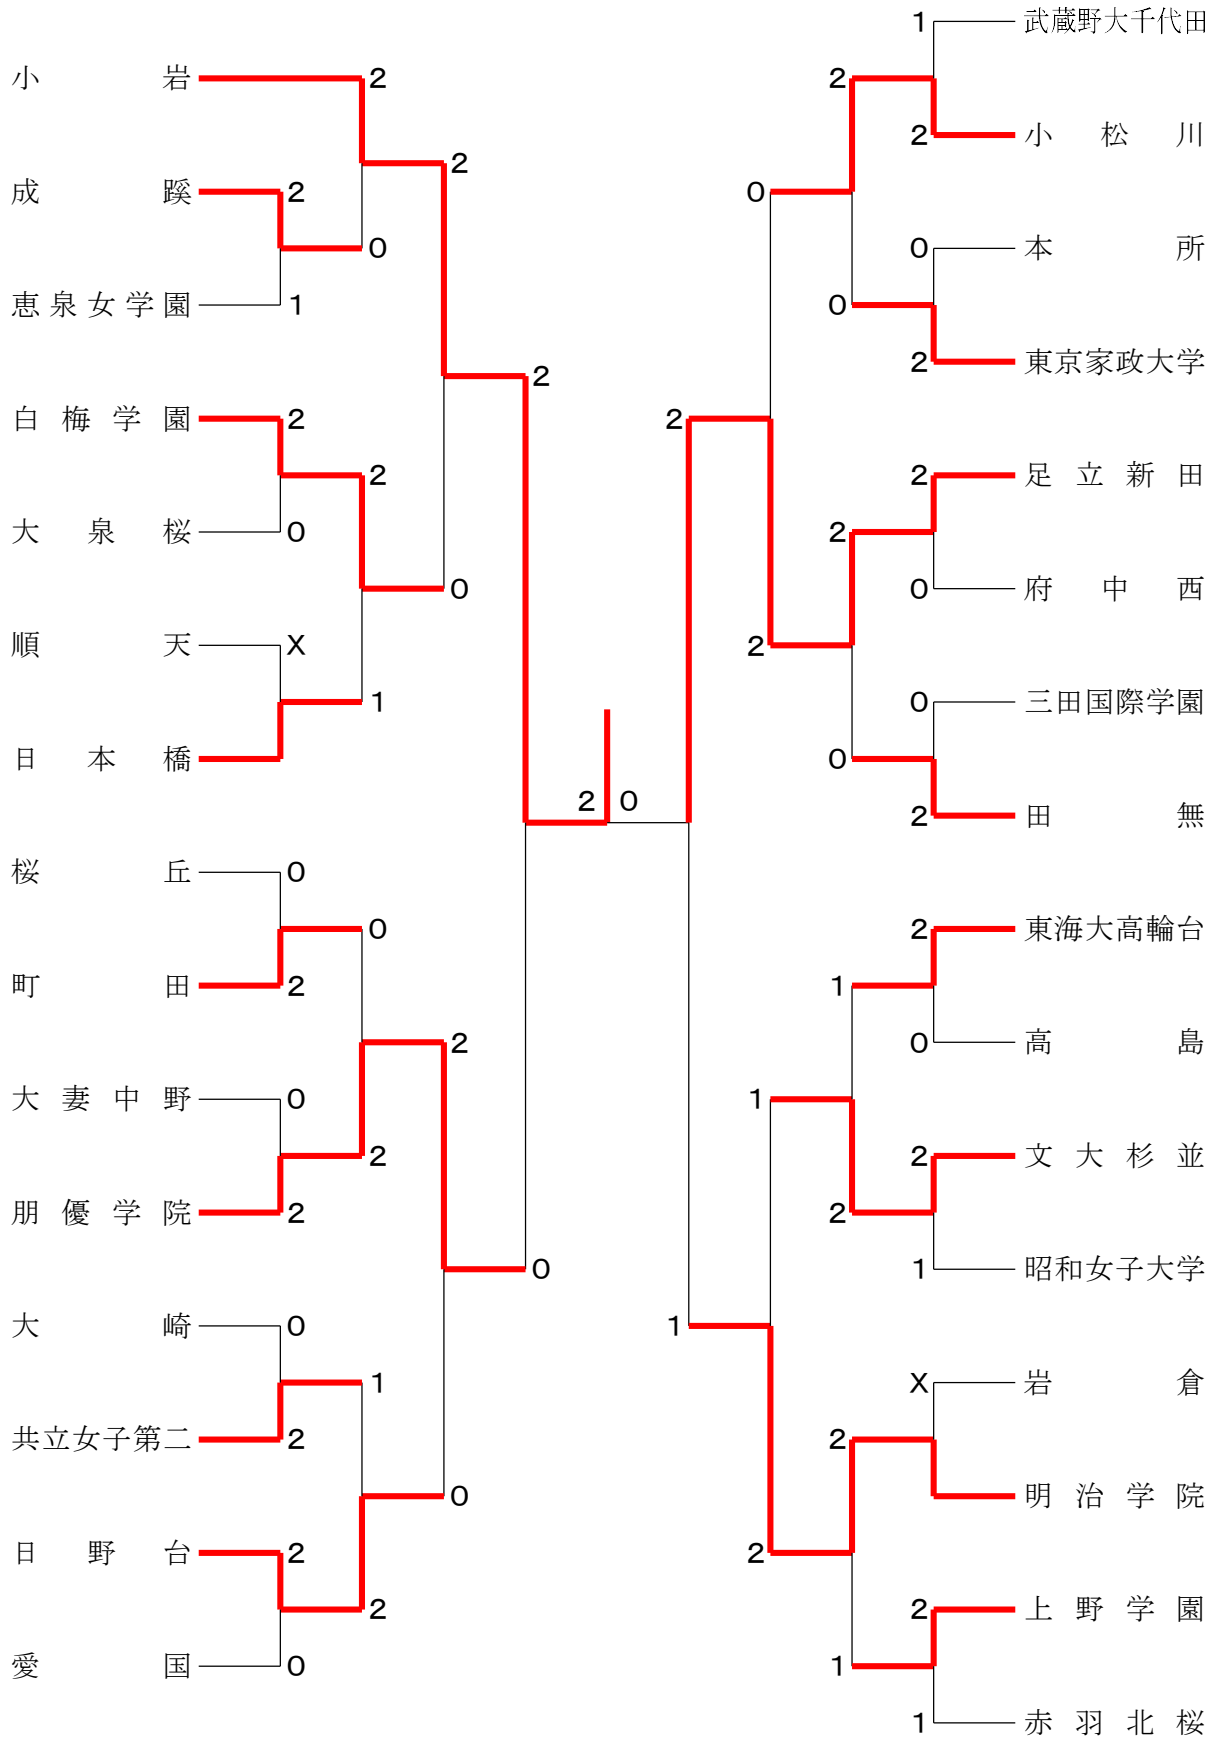 武蔵野大千代田 1
小岩 2
2
小松川 2
2
成蹊 2
0
0
本所 0
恵泉女学園 1
0
東京家政大学 2
2
白梅学園 2
2
2
足立新田 2
大泉桜 0
2
0
府中西 0
順天 X
2
1
三田国際学園 0
日本橋
0
2 0
田無 2
桜丘 0
0
東海大高輪台 2
町田 2
1
2
高島 0
大妻中野 0
1
2
文大杉並 2
朋優学院 2
2
0
昭和女子大学 1
大崎 0
1
1
岩倉 X
共立女子第二 2
2
0
明治学院
日野台 2
2
2
上野学園 2
愛国 0
1
赤羽北桜 1